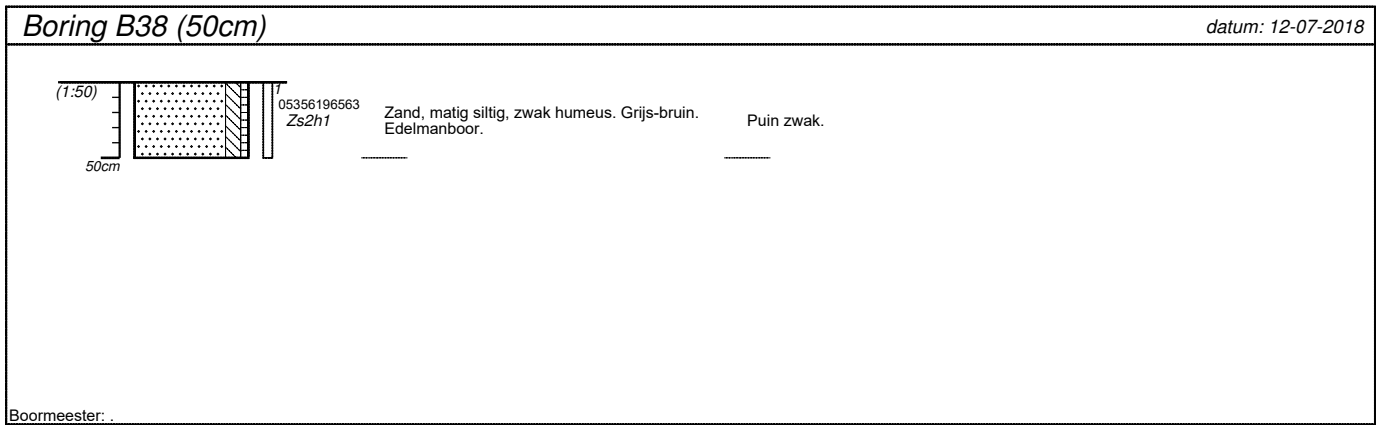 Boring B38 (50cm)
datum: 12-07-2018
(1:50)
1
05356196563
Zs2h1
Zand, matig siltig, zwak humeus. Grijs-bruin.
Edelmanboor.
Puin zwak.
50cm
Boormeester: .